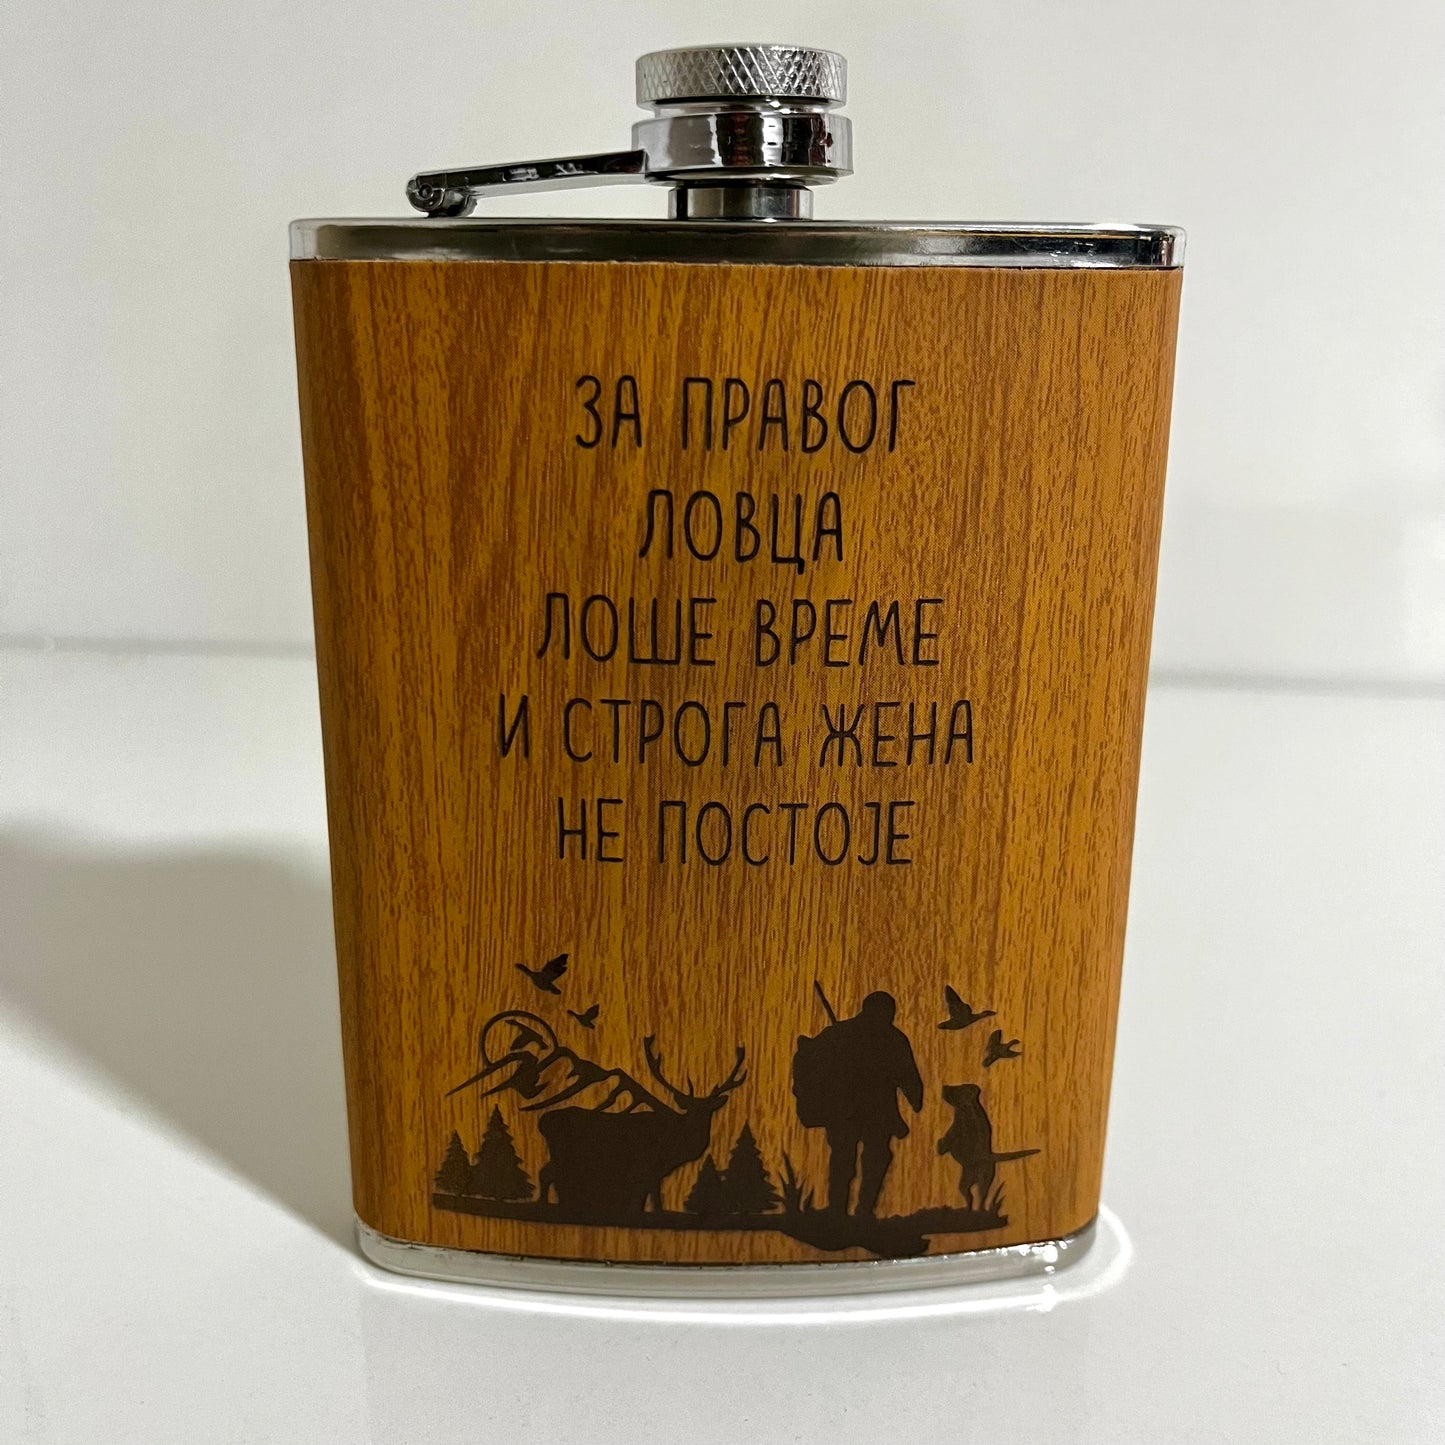 ЗА ПРАВОГ
ЛОВЦА
ЛОШЕ ВРЕМЕ
И СТРОГА ЖЕНА
НЕ ПОСТОЈЕ